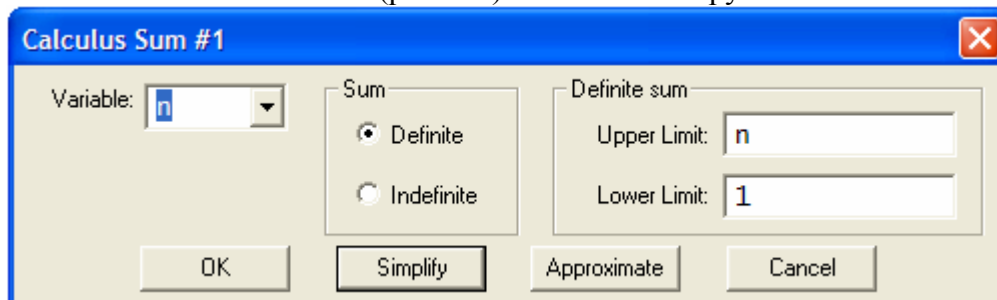 Calculus Sum #1
Variable: n
Sum
Definite
Indefinite
Definite sum
Upper Limit: n
Lower Limit: 1
OK Simplify Approximate Cancel